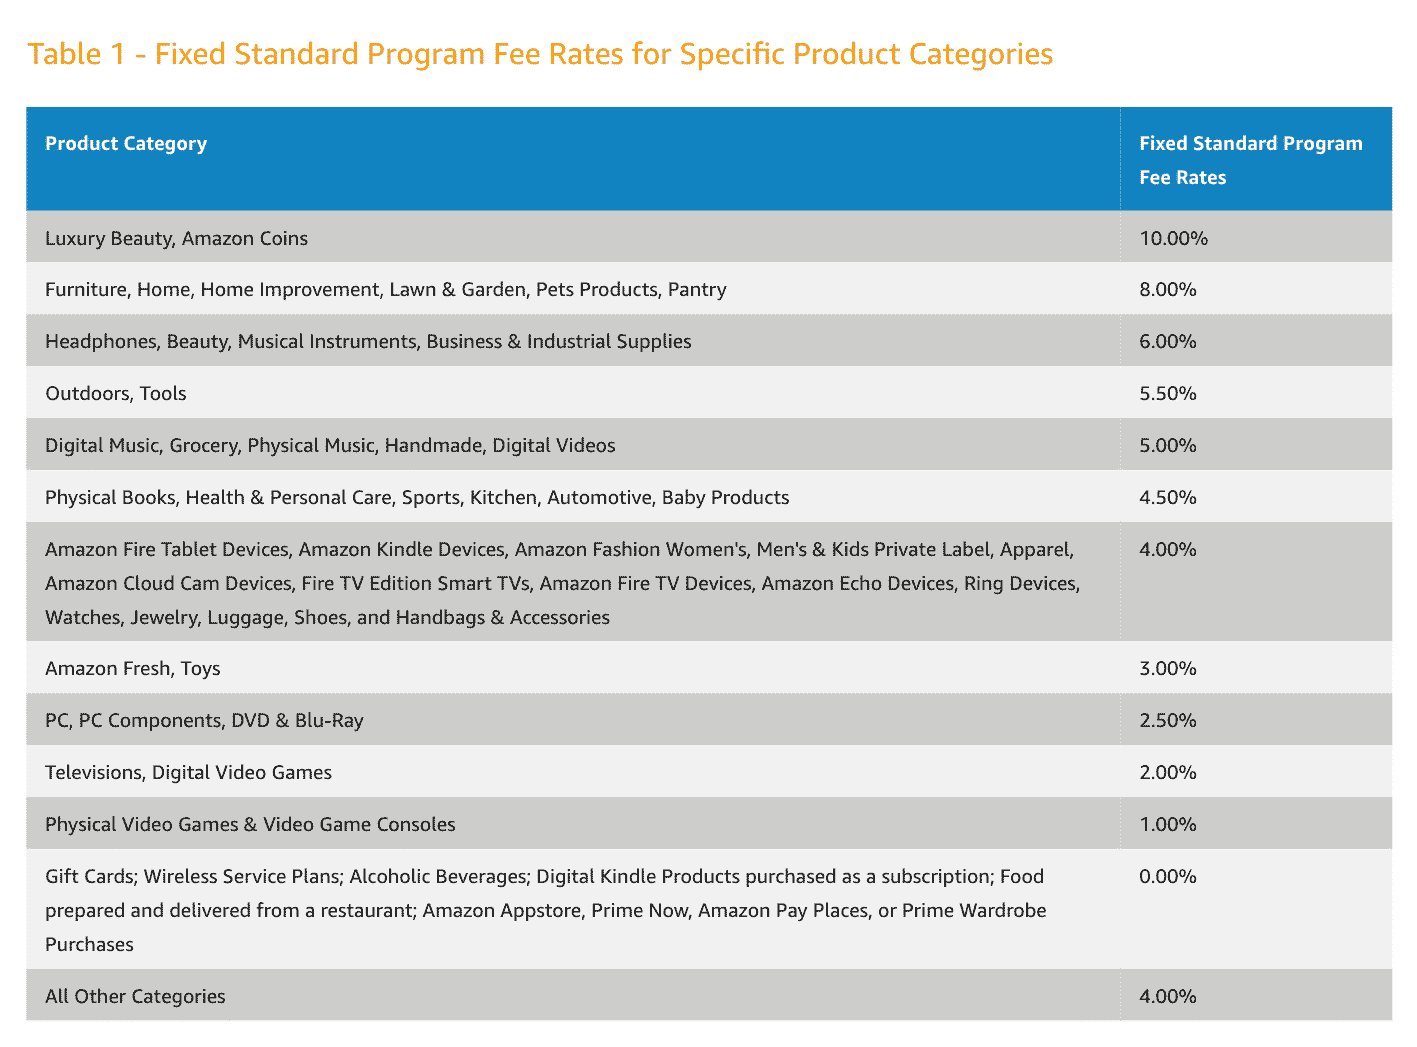 Table 1 - Fixed Standard Program Fee Rates for Specific Product Categories
Product Category
Fixed Standard Program
Fee Rates
Luxury Beauty, Amazon Coins
10.00%
Furniture, Home, Home Improvement, Lawn & Garden, Pets Products, Pantry
8.00%
Headphones, Beauty, Musical Instruments, Business & Industrial Supplies
6.00%
Outdoors, Tools
5.50%
Digital Music, Grocery, Physical Music, Handmade, Digital Videos
5.00%
Physical Books, Health & Personal Care, Sports, Kitchen, Automotive, Baby Products
4.50%
Amazon Fire Tablet Devices, Amazon Kindle Devices, Amazon Fashion Women's, Men's & Kids Private Label, Apparel,
Amazon Cloud Cam Devices, Fire TV Edition Smart TVs, Amazon Fire TV Devices, Amazon Echo Devices, Ring Devices,
Watches, Jewelry, Luggage, Shoes, and Handbags & Accessories
4.00%
Amazon Fresh, Toys
3.00%
PC, PC Components, DVD & Blu-Ray
2.50%
Televisions, Digital Video Games
2.00%
Physical Video Games & Video Game Consoles
1.00%
Gift Cards; Wireless Service Plans; Alcoholic Beverages; Digital Kindle Products purchased as a subscription; Food
prepared and delivered from a restaurant; Amazon Appstore, Prime Now, Amazon Pay Places, or Prime Wardrobe
Purchases
0.00%
All Other Categories
4.00%